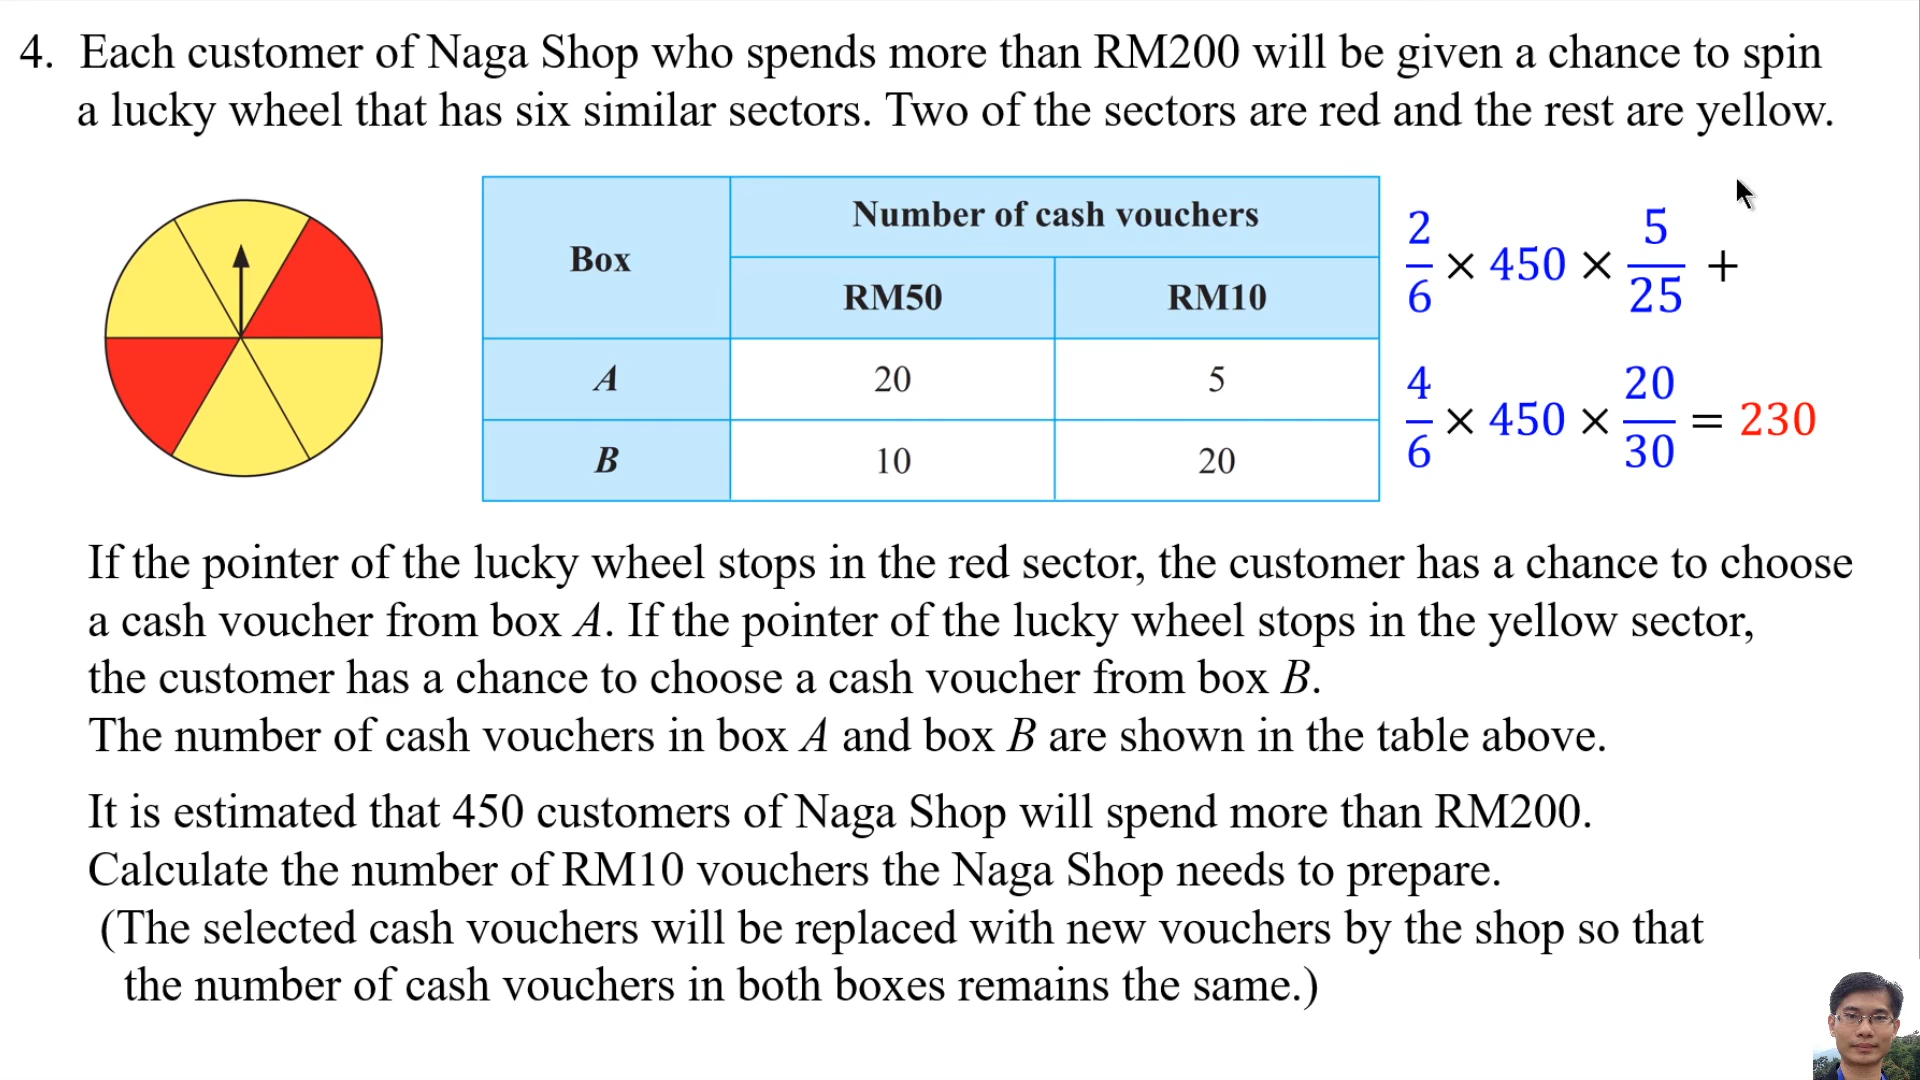 4. Each customer of Naga Shop who spends more than RM200 will be given a chance to spin
a lucky wheel that has six similar sectors. Two of the sectors are red and the rest are yellow.
Box
Number of cash vouchers
RM50 RM10
A 20 5
B 10 20
2/6 × 450 × 5/25 +
4/6 × 450 × 20/30 = 230
If the pointer of the lucky wheel stops in the red sector, the customer has a chance to choose
a cash voucher from box A. If the pointer of the lucky wheel stops in the yellow sector,
the customer has a chance to choose a cash voucher from box B.
The number of cash vouchers in box A and box B are shown in the table above.
It is estimated that 450 customers of Naga Shop will spend more than RM200.
Calculate the number of RM10 vouchers the Naga Shop needs to prepare.
(The selected cash vouchers will be replaced with new vouchers by the shop so that
the number of cash vouchers in both boxes remains the same.)